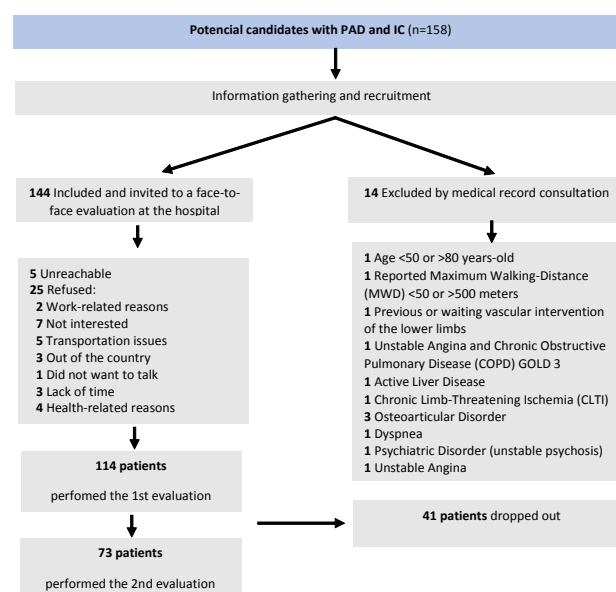 Potencial candidates with PAD and IC (n=158)
Information gathering and recruitment
144 Included and invited to a face-to-
face evaluation at the hospital
14 Excluded by medical record consultation
5 Unreachable
25 Refused:
2 Work-related reasons
7 Not interested
5 Transportation issues
3 Out of the country
1 Did not want to talk
3 Lack of time
4 Health-related reasons
1 Age <50 or >80 years-old
1 Reported Maximum Walking-Distance
(MWD) <50 or >500 meters
1 Previous or waiting vascular intervention
of the lower limbs
1 Unstable Angina and Chronic Obstructive
Pulmonary Disease (COPD) GOLD 3
1 Active Liver Disease
1 Chronic Limb-Threatening Ischemia (CLTI)
3 Osteoarticular Disorder
1 Dyspnea
1 Psychiatric Disorder (unstable psychosis)
1 Unstable Angina
114 patients
perfomed the 1st evaluation
41 patients dropped out
73 patients
performed the 2nd evaluation